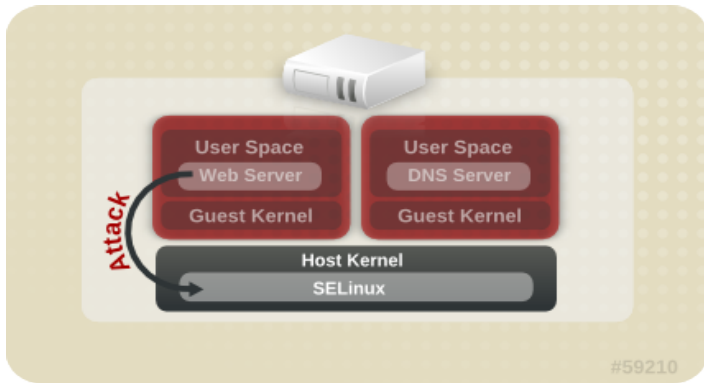 User Space
Web Server
Guest Kernel
User Space
DNS Server
Guest Kernel
Attack
Host Kernel
SELinux
#59210